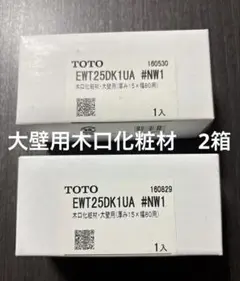 TOTO 160530
EWT25DK1UA #NW1
木口化粧材・大壁用(厚み15×幅80用)
1入
大壁用木口化粧材　2箱
TOTO 160829
EWT25DK1UA #NW1
木口化粧材・大壁用(厚み15×幅80用)
1入